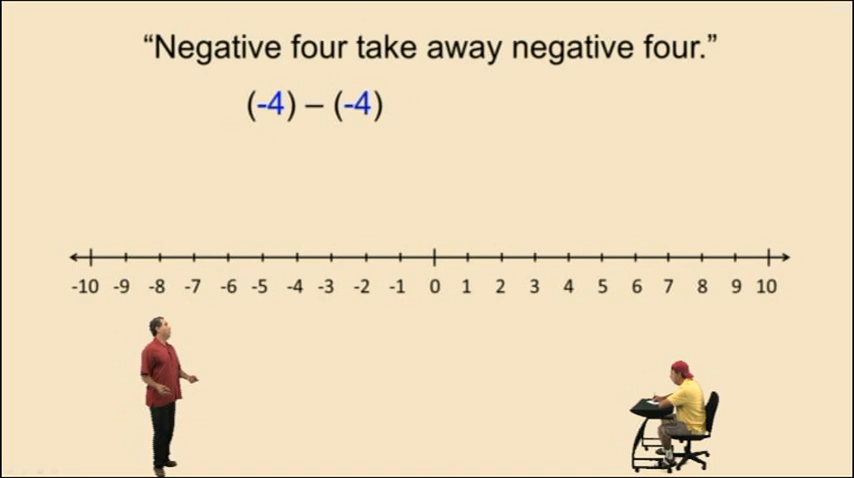 “Negative four take away negative four.”
(-4) – (-4)
-10 -9 -8 -7 -6 -5 -4 -3 -2 -1 0 1 2 3 4 5 6 7 8 9 10